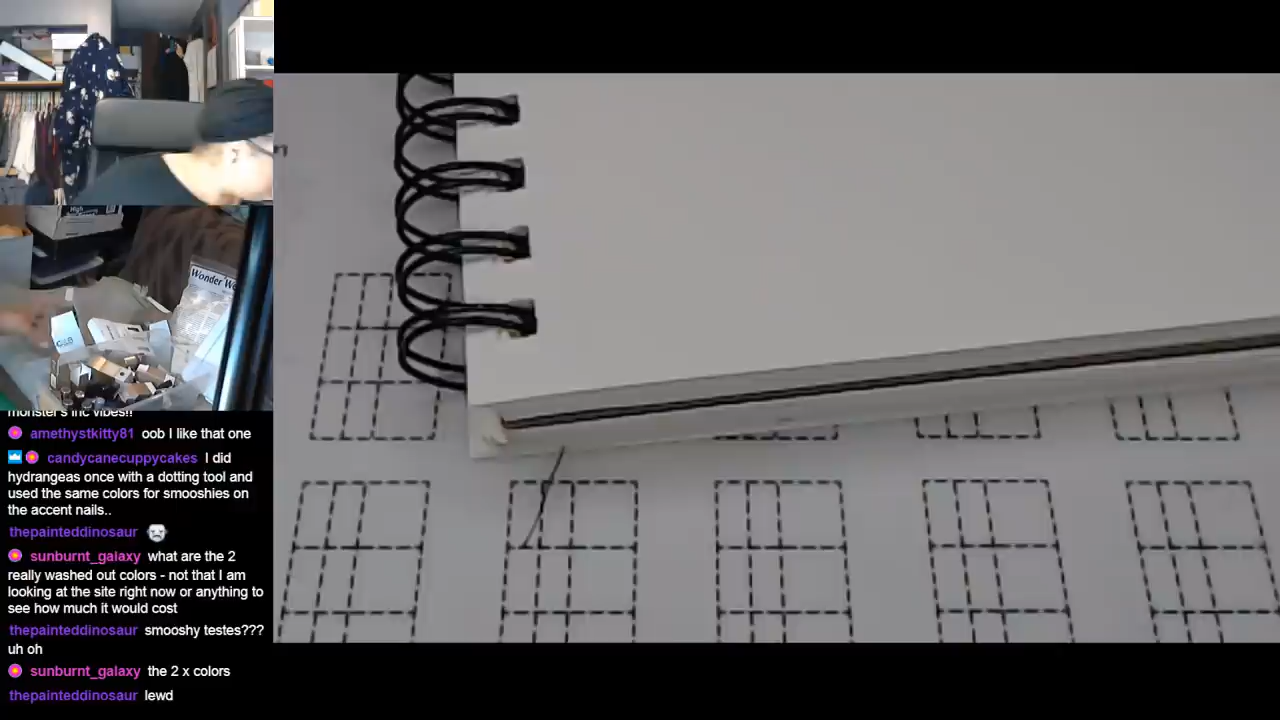 Wonder We
monster's inc vibes!!
amethystkitty81 oob I like that one
candycanecuppycakes I did
hydrangeas once with a dotting tool and
used the same colors for smooshies on
the accent nails..
thepainteddinosaur
sunburnt_galaxy what are the 2
really washed out colors - not that I am
looking at the site right now or anything to
see how much it would cost
thepainteddinosaur smooshy testes???
uh oh
sunburnt_galaxy the 2 x colors
thepainteddinosaur lewd